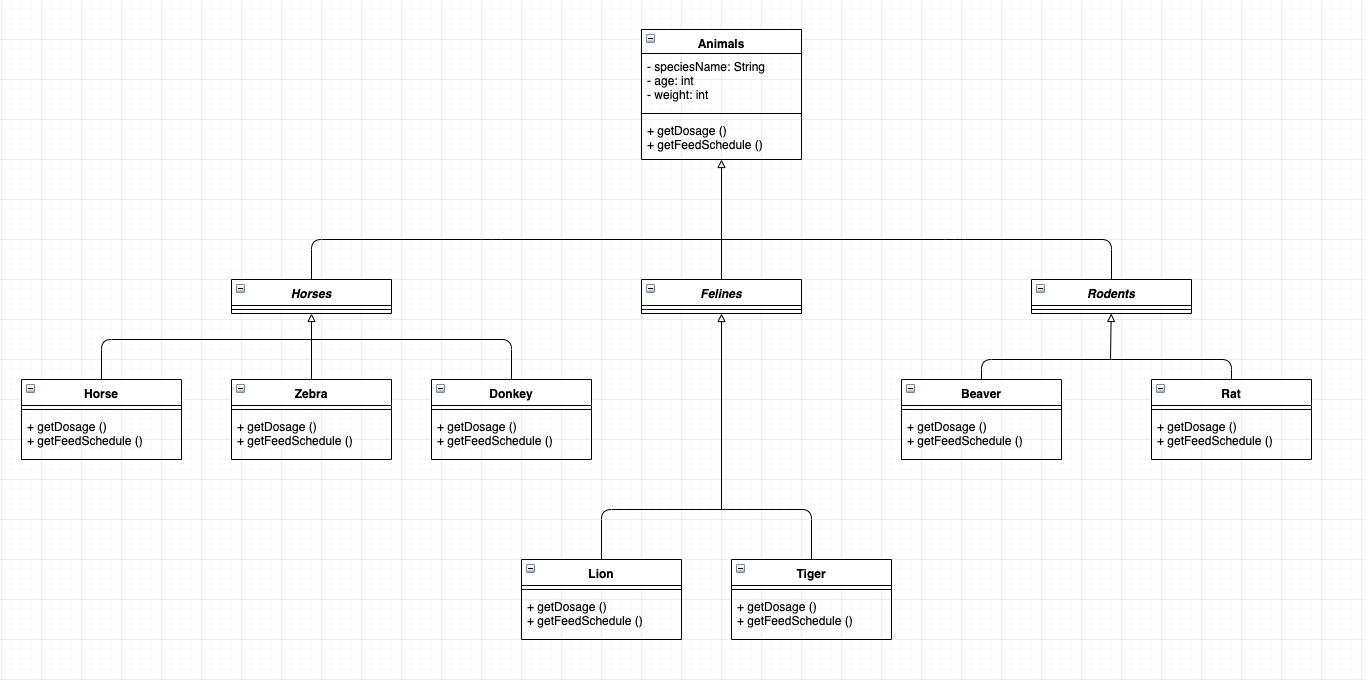 Animals
- speciesName: String
- age: int
- weight: int
+ getDosage ()
+ getFeedSchedule ()
Horses
Felines
Rodents
Horse
+ getDosage ()
+ getFeedSchedule ()
Zebra
+ getDosage ()
+ getFeedSchedule ()
Donkey
+ getDosage ()
+ getFeedSchedule ()
Beaver
+ getDosage ()
+ getFeedSchedule ()
Rat
+ getDosage ()
+ getFeedSchedule ()
Lion
+ getDosage ()
+ getFeedSchedule ()
Tiger
+ getDosage ()
+ getFeedSchedule ()